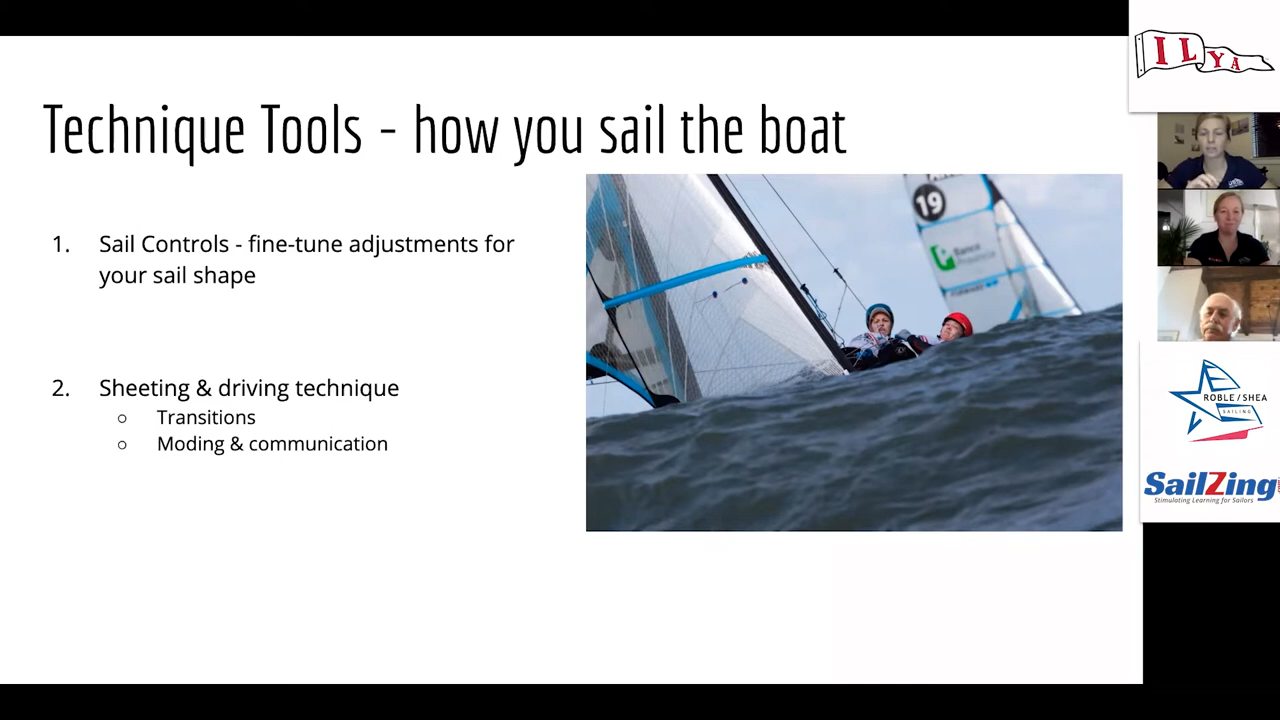 Technique Tools - how you sail the boat
1. Sail Controls - fine-tune adjustments for
your sail shape
2. Sheeting & driving technique
○ Transitions
○ Moding & communication
19
ILYA
ROBLE/SHEA
SAILING
SailZing
Stimulating Learning for Sailors